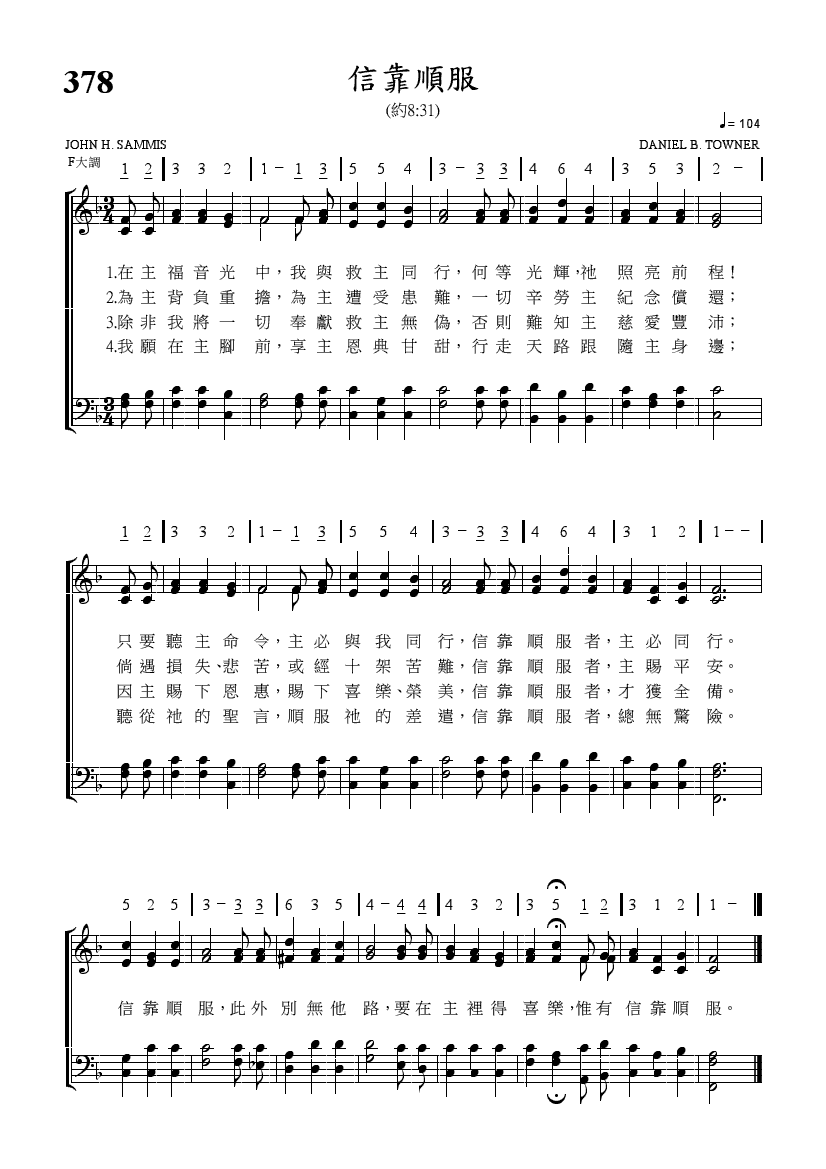 378
信靠順服
(約8:31)
♩= 104
JOHN H. SAMMIS
DANIEL B. TOWNER
F大調
1 2 | 3 3 2 | 1 – 1 3 | 5 5 4 | 3 – 3 3 | 4 6 4 | 3 5 3 | 2 – |
1.在主福音光中，我與救主同行，何等光輝，祂照亮前程！
2.為主背負重擔，為主遭受患難，一切辛勞主紀念償還；
3.除非我將一切奉獻救主無偽，否則難知主慈愛豐沛；
4.我願在主腳前，享主恩典甘甜，行走天路跟隨主身邊；
1 2 | 3 3 2 | 1 – 1 3 | 5 5 4 | 3 – 3 3 | 4 6 4 | 3 1 2 | 1 – – |
只要聽主命令，主必與我同行，信靠順服者，主必同行。
倘遇損失、悲苦，或經十架苦難，信靠順服者，主賜平安。
因主賜下恩惠，賜下喜樂、榮美，信靠順服者，才獲全備。
聽從祂的聖言，順服祂的差遣，信靠順服者，總無驚險。
5 2 5 | 3 – 3 3 | 6 3 5 | 4 – 4 4 | 4 3 2 | 3 5 1 2 | 3 1 2 | 1 –
信靠順服，此外別無他路，要在主裡得喜樂，惟有信靠順服。